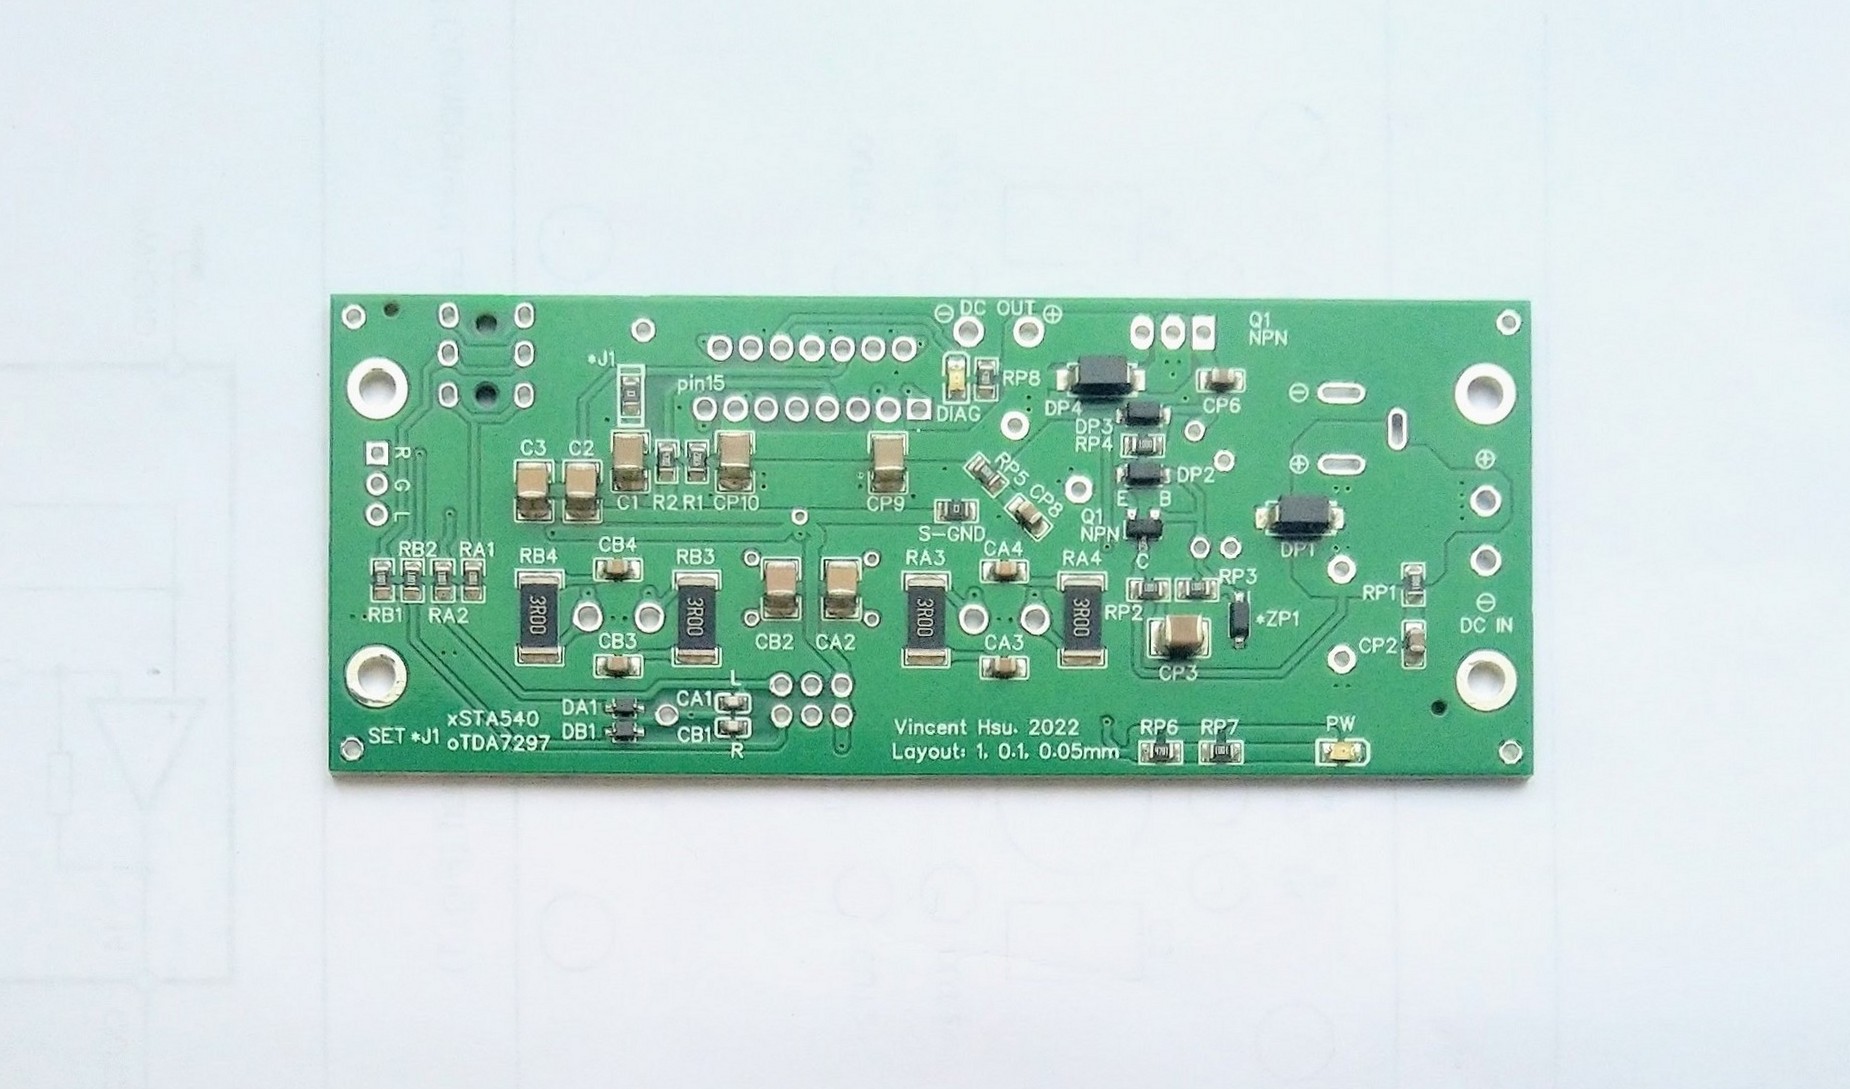 ⊖ DC OUT ⊕
Q1
NPN
*J1
pin15
RP8
DIAG
DP4
CP6
⊖
DP3
RP4
DP2
E B
Q1
NPN
C
⊕
⊕
R
G
L
C3
C2
C1
R2
R1
CP10
CP9
RP5
CP8
S-GND
DP1
RB2
RA1
RB1
RA2
RB4
3R00
CB4
CB3
RB3
3R00
CB2
CA2
RA3
3R00
CA4
CA3
RA4
3R00
RP2
RP3
*ZP1
CP3
RP1
⊖
DC IN
CP2
SET *J1
xSTA540
oTDA7297
DA1
DB1
L
CA1
CB1
R
Vincent Hsu. 2022
Layout: 1, 0.1, 0.05mm
RP6
RP7
PW